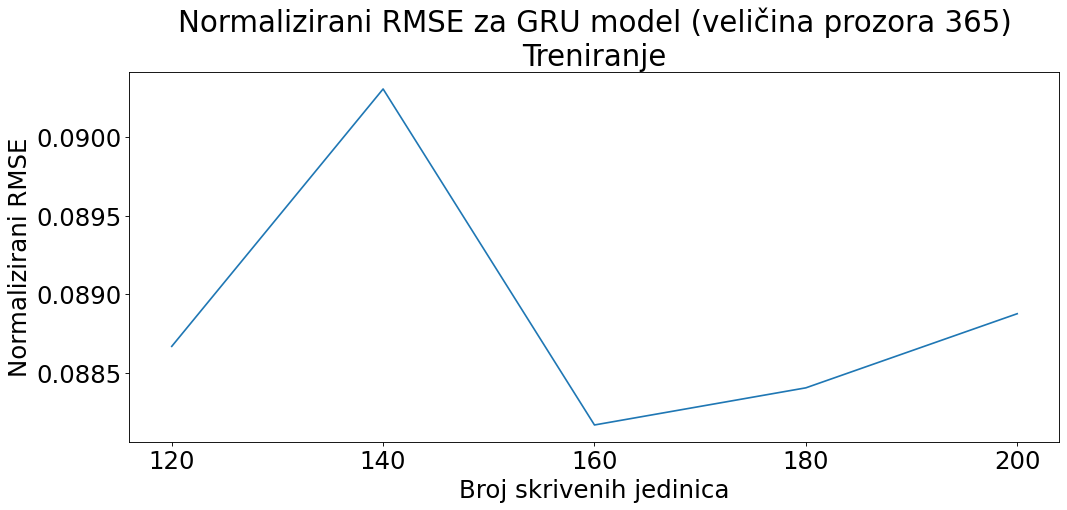 Normalizirani RMSE za GRU model (veličina prozora 365)
Treniranje
Normalizirani RMSE
0.0900
0.0895
0.0890
0.0885
120 140 160 180 200
Broj skrivenih jedinica